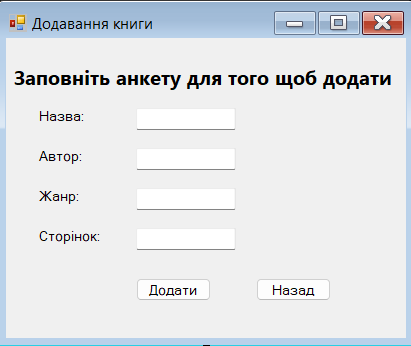 Додавання книги
Заповніть анкету для того щоб додати
Назва:
Автор:
Жанр:
Сторінок:
Додати Назад